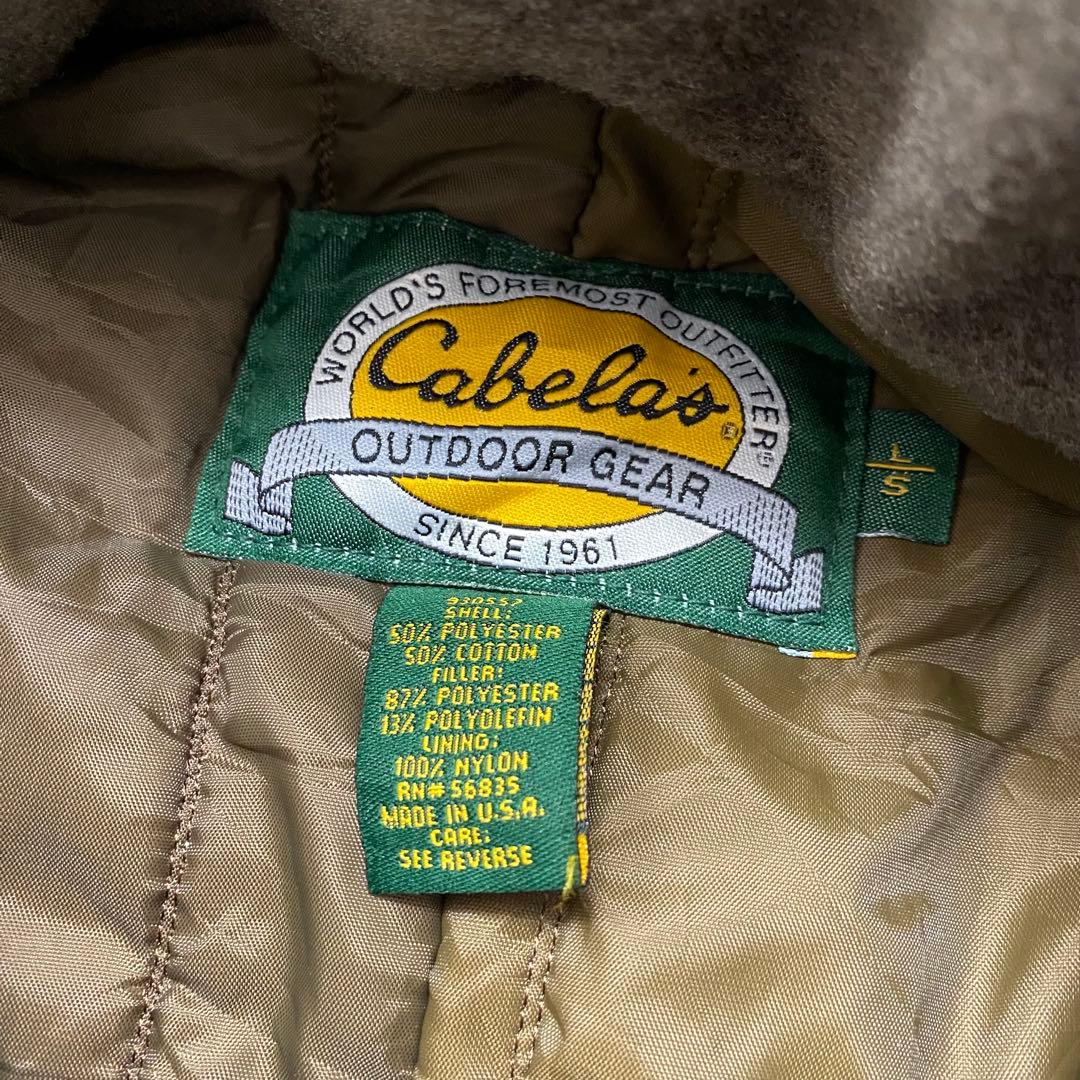 WORLD'S FOREMOST OUTFITTER®
Cabela's®
OUTDOOR GEAR
SINCE 1961
L/S
930557
SHELL:
50% POLYESTER
50% COTTON
FILLER:
87% POLYESTER
13% POLYOLEFIN
LINING:
100% NYLON
RN# 56835
MADE IN U.S.A.
CARE:
SEE REVERSE